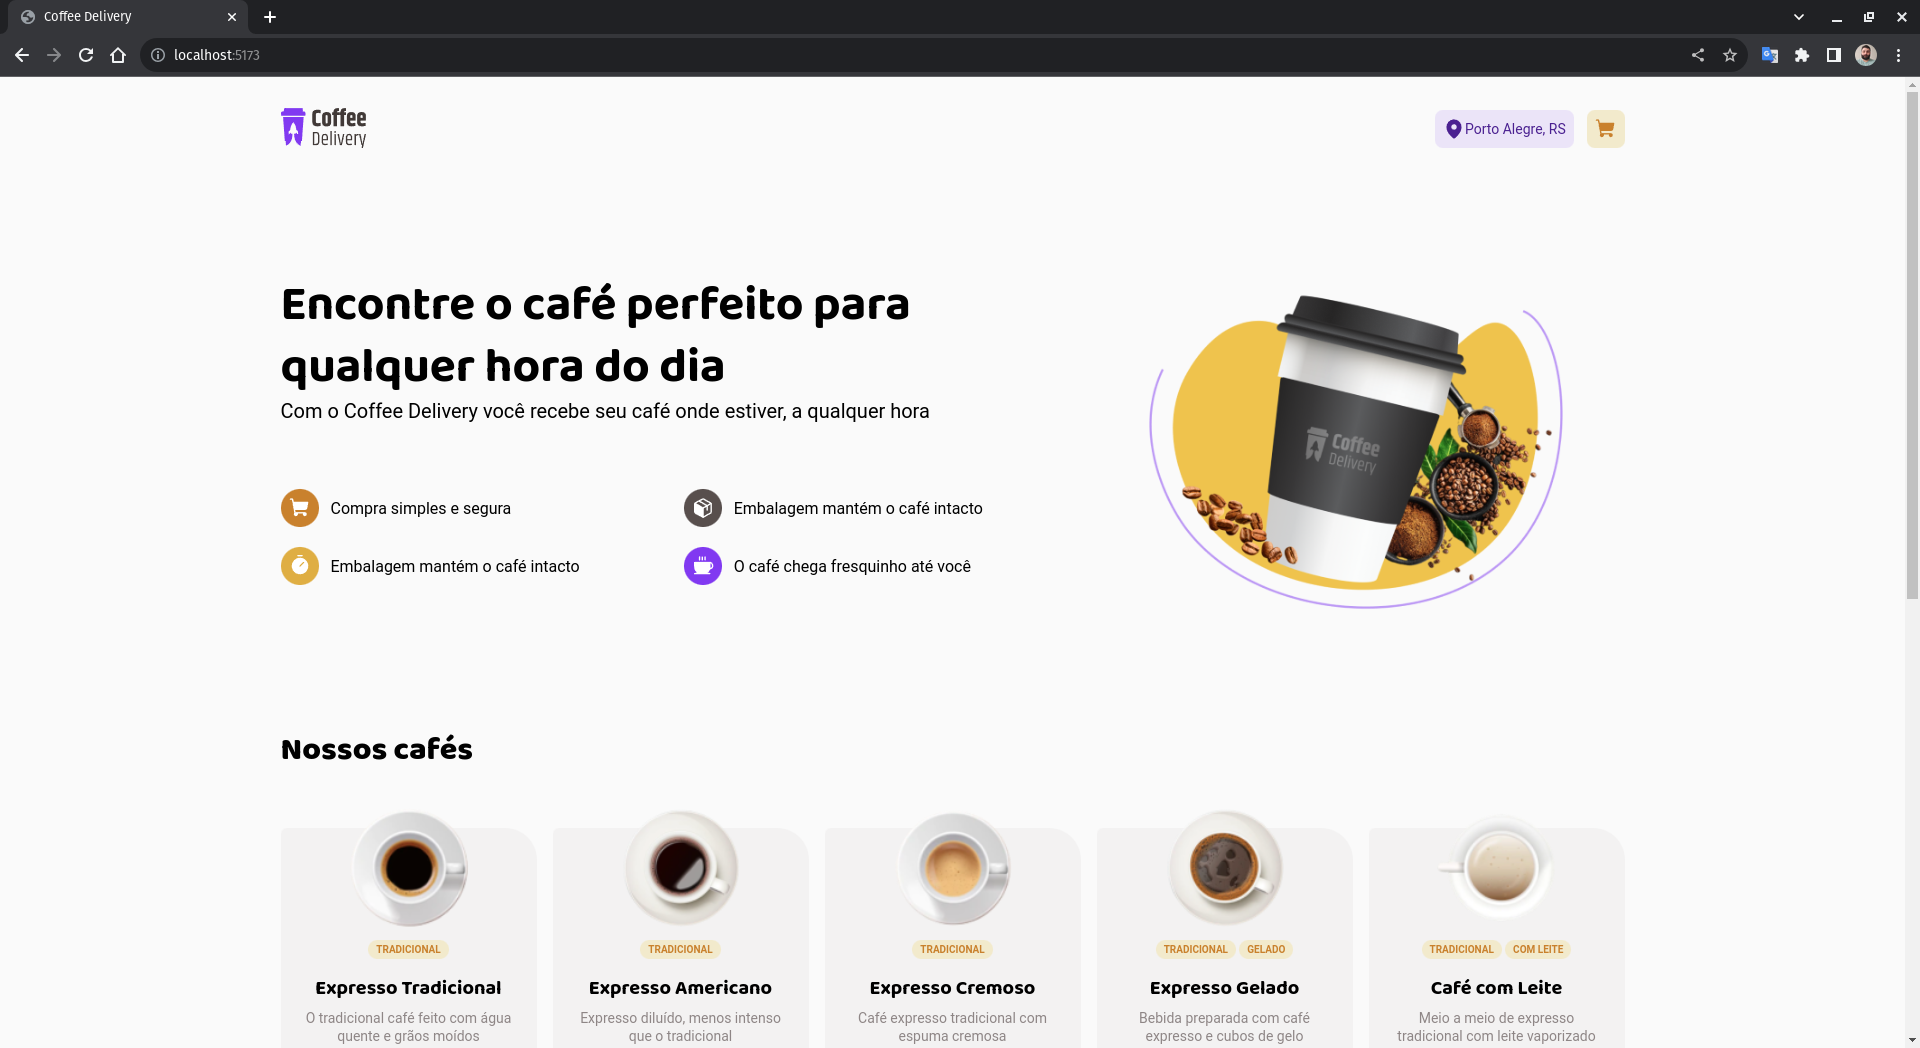 Coffee Delivery
localhost:5173
Coffee
Delivery
Porto Alegre, RS
Encontre o café perfeito para
qualquer hora do dia
Com o Coffee Delivery você recebe seu café onde estiver, a qualquer hora
Compra simples e segura
Embalagem mantém o café intacto
Embalagem mantém o café intacto
O café chega fresquinho até você
Coffee
Delivery
Nossos cafés
TRADICIONAL
Expresso Tradicional
O tradicional café feito com água
quente e grãos moídos
TRADICIONAL
Expresso Americano
Expresso diluído, menos intenso
que o tradicional
TRADICIONAL
Expresso Cremoso
Café expresso tradicional com
espuma cremosa
TRADICIONAL GELADO
Expresso Gelado
Bebida preparada com café
expresso e cubos de gelo
TRADICIONAL COM LEITE
Café com Leite
Meio a meio de expresso
tradicional com leite vaporizado